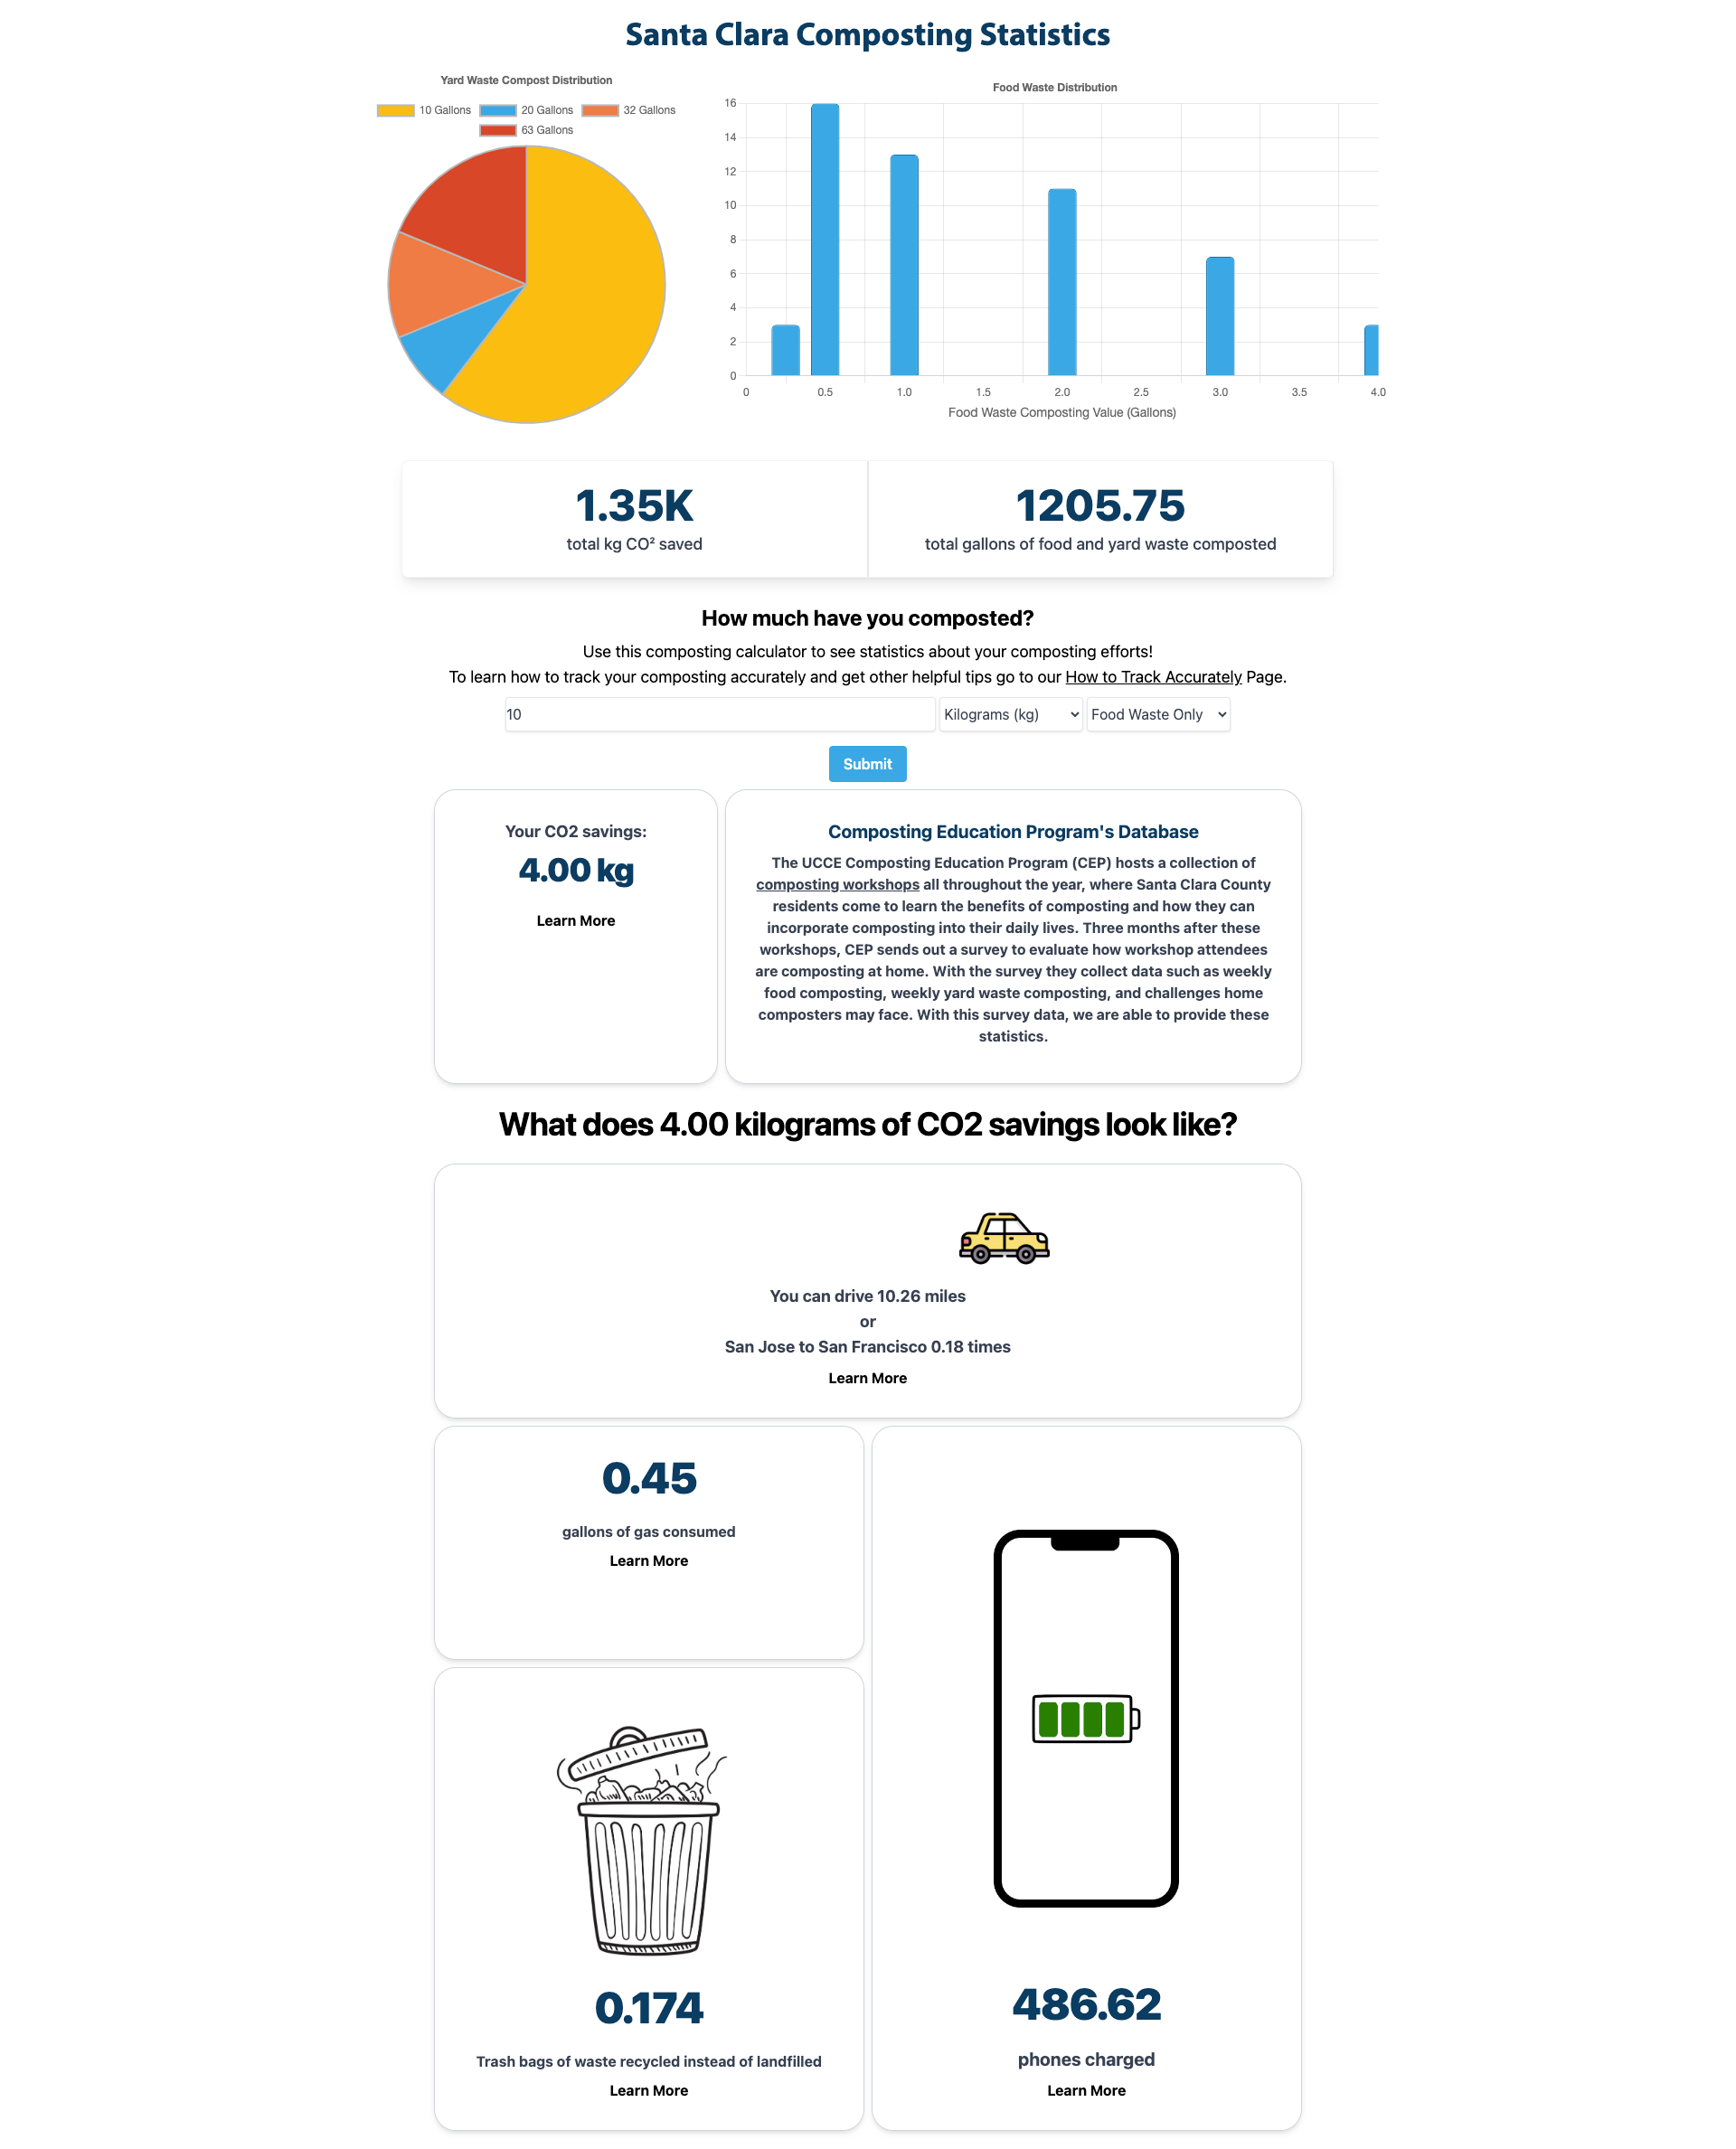 Santa Clara Composting Statistics
Yard Waste Compost Distribution
10 Gallons 20 Gallons 32 Gallons
63 Gallons
Food Waste Distribution
16
14
12
10
8
6
4
2
0
0 0.5 1.0 1.5 2.0 2.5 3.0 3.5 4.0
Food Waste Composting Value (Gallons)
1.35K
total kg CO² saved
1205.75
total gallons of food and yard waste composted
How much have you composted?
Use this composting calculator to see statistics about your composting efforts!
To learn how to track your composting accurately and get other helpful tips go to our How to Track Accurately Page.
10 Kilograms (kg) Food Waste Only
Submit
Your CO2 savings:
4.00 kg
Learn More
Composting Education Program's Database
The UCCE Composting Education Program (CEP) hosts a collection of
composting workshops all throughout the year, where Santa Clara County
residents come to learn the benefits of composting and how they can
incorporate composting into their daily lives. Three months after these
workshops, CEP sends out a survey to evaluate how workshop attendees
are composting at home. With the survey they collect data such as weekly
food composting, weekly yard waste composting, and challenges home
composters may face. With this survey data, we are able to provide these
statistics.
What does 4.00 kilograms of CO2 savings look like?
You can drive 10.26 miles
or
San Jose to San Francisco 0.18 times
Learn More
0.45
gallons of gas consumed
Learn More
0.174
Trash bags of waste recycled instead of landfilled
Learn More
486.62
phones charged
Learn More